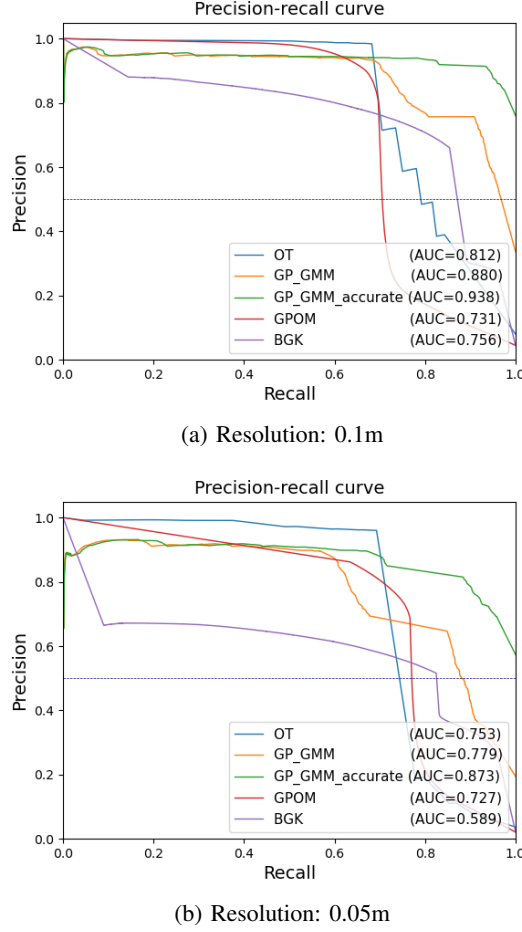 Precision-recall curve
1.0
0.8
0.6
0.4
0.2
0.0
Precision
OT (AUC=0.812)
GP_GMM (AUC=0.880)
GP_GMM_accurate (AUC=0.938)
GPOM (AUC=0.731)
BGK (AUC=0.756)
0.0 0.2 0.4 0.6 0.8 1.0
Recall
(a) Resolution: 0.1m
Precision-recall curve
1.0
0.8
0.6
0.4
0.2
0.0
Precision
OT (AUC=0.753)
GP_GMM (AUC=0.779)
GP_GMM_accurate (AUC=0.873)
GPOM (AUC=0.727)
BGK (AUC=0.589)
0.0 0.2 0.4 0.6 0.8 1.0
Recall
(b) Resolution: 0.05m